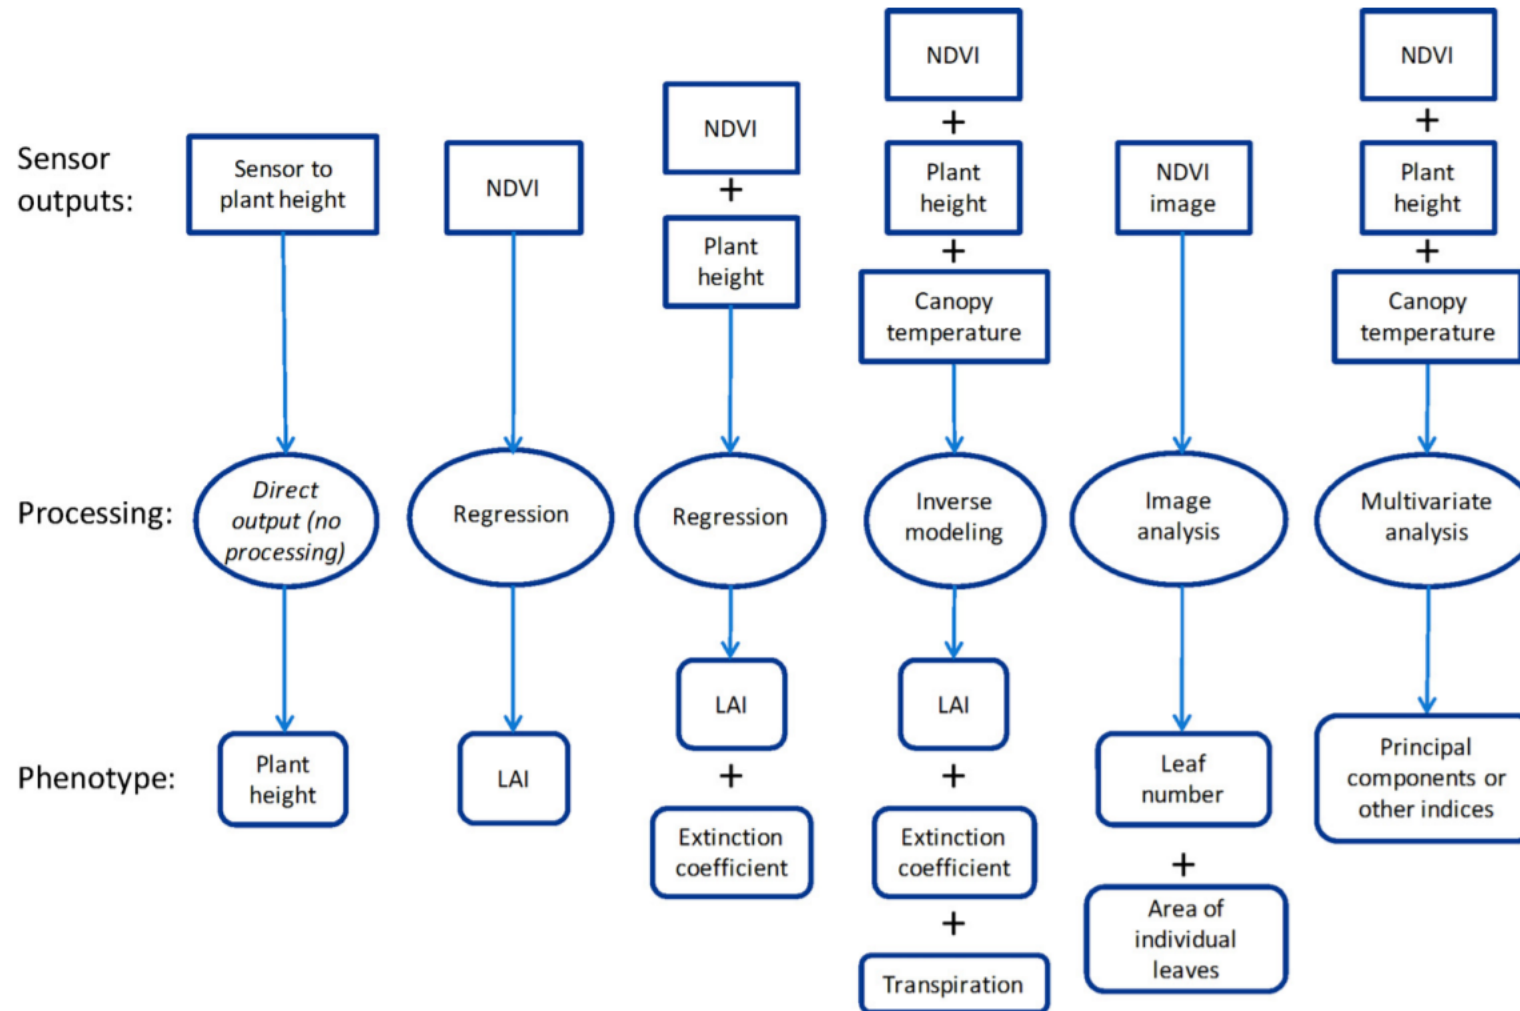 Sensor
outputs:
Sensor to
plant height
NDVI
NDVI
+
Plant
height
NDVI
+
Plant
height
+
Canopy
temperature
NDVI
image
NDVI
+
Plant
height
+
Canopy
temperature
Processing:
Direct
output (no
processing)
Regression
Regression
Inverse
modeling
Image
analysis
Multivariate
analysis
Phenotype:
Plant
height
LAI
LAI
+
Extinction
coefficient
LAI
+
Extinction
coefficient
+
Transpiration
Leaf
number
+
Area of
individual
leaves
Principal
components or
other indices